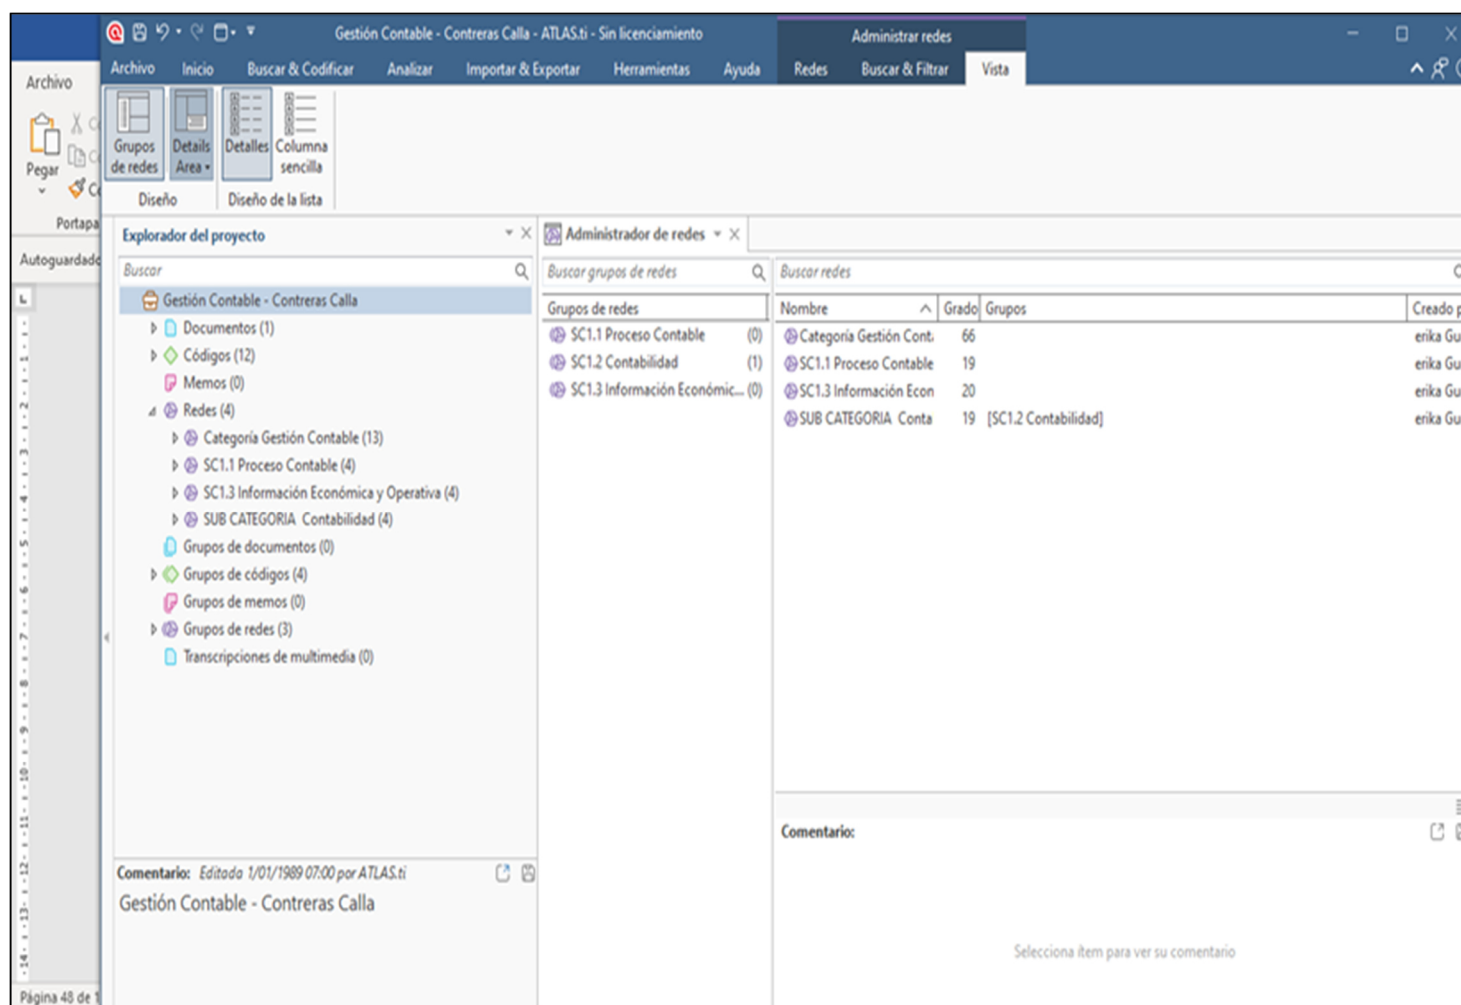 Gestión Contable - Contreras Calla - ATLAS.ti - Sin licenciamiento
Administrar redes
Archivo
Archivo Inicio Buscar & Codificar Analizar Importar & Exportar Herramientas Ayuda Redes Buscar & Filtrar Vista
Pegar
Portapa
Autoguardado
Grupos de redes
Details Area
Detalles
Columna sencilla
Diseño
Diseño de la lista
Explorador del proyecto
Buscar
Gestión Contable - Contreras Calla
Documentos (1)
Códigos (12)
Memos (0)
Redes (4)
Categoría Gestión Contable (13)
SC1.1 Proceso Contable (4)
SC1.3 Información Económica y Operativa (4)
SUB CATEGORIA Contabilidad (4)
Grupos de documentos (0)
Grupos de códigos (4)
Grupos de memos (0)
Grupos de redes (3)
Transcripciones de multimedia (0)
Comentario: Editada 1/01/1989 07:00 por ATLAS.ti
Gestión Contable - Contreras Calla
Administrador de redes
Buscar grupos de redes
Grupos de redes
SC1.1 Proceso Contable (0)
SC1.2 Contabilidad (1)
SC1.3 Información Económic... (0)
Buscar redes
Nombre Grado Grupos Creado p
Categoría Gestión Cont: 66 erika Gu
SC1.1 Proceso Contable 19 erika Gu
SC1.3 Información Econ 20 erika Gu
SUB CATEGORIA Conta 19 [SC1.2 Contabilidad] erika Gu
Comentario:
Selecciona ítem para ver su comentario
Página 48 de 1